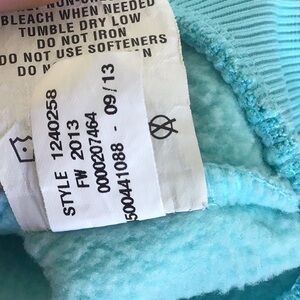 BLEACH WHEN NEEDED
TUMBLE DRY LOW
DO NOT IRON
DO NOT USE SOFTENERS
DO
STYLE 1240258
FW 2013
0000207464
500441088 - 09/13